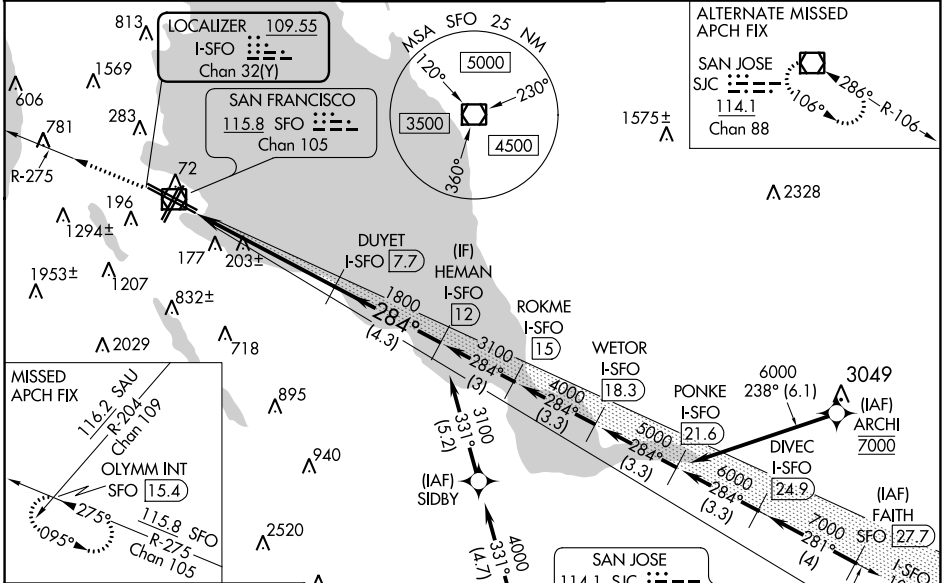 813
LOCALIZER 109.55
I-SFO
Chan 32(Y)
SAN FRANCISCO
115.8 SFO
Chan 105
MSA SFO 25 NM
120°
5000
230°
3500
4500
360°
ALTERNATE MISSED
APCH FIX
SAN JOSE
SJC
114.1
Chan 88
286°
R-106
106°
1569
606
283
781
R-275
72
1575±
2328
196
1294±
177
203±
1953±
1207
832±
2029
718
DUYET
I-SFO 7.7
(IF)
HEMAN
I-SFO
12
ROKME
I-SFO
15
WETOR
I-SFO
18.3
PONKE
I-SFO
21.6
6000
238° (6.1)
3049
(IAF)
ARCHI
7000
DIVEC
I-SFO
24.9
(IAF)
FAITH
SFO 27.7
I-SFO
1800
284°
(4.3)
3100
284°
(3)
4000
284°
(3.3)
5000
284°
(3.3)
6000
284°
(3.3)
7000
281°
(4)
3100
331°
(5.2)
(IAF)
SIDBY
4000
331°
(4.7)
MISSED
APCH FIX
116.2 SAU
R-204
Chan 109
OLYMM INT
SFO 15.4
275°
095°
115.8 SFO
R-275
Chan 105
895
940
2520
SAN JOSE
114.1 SJC